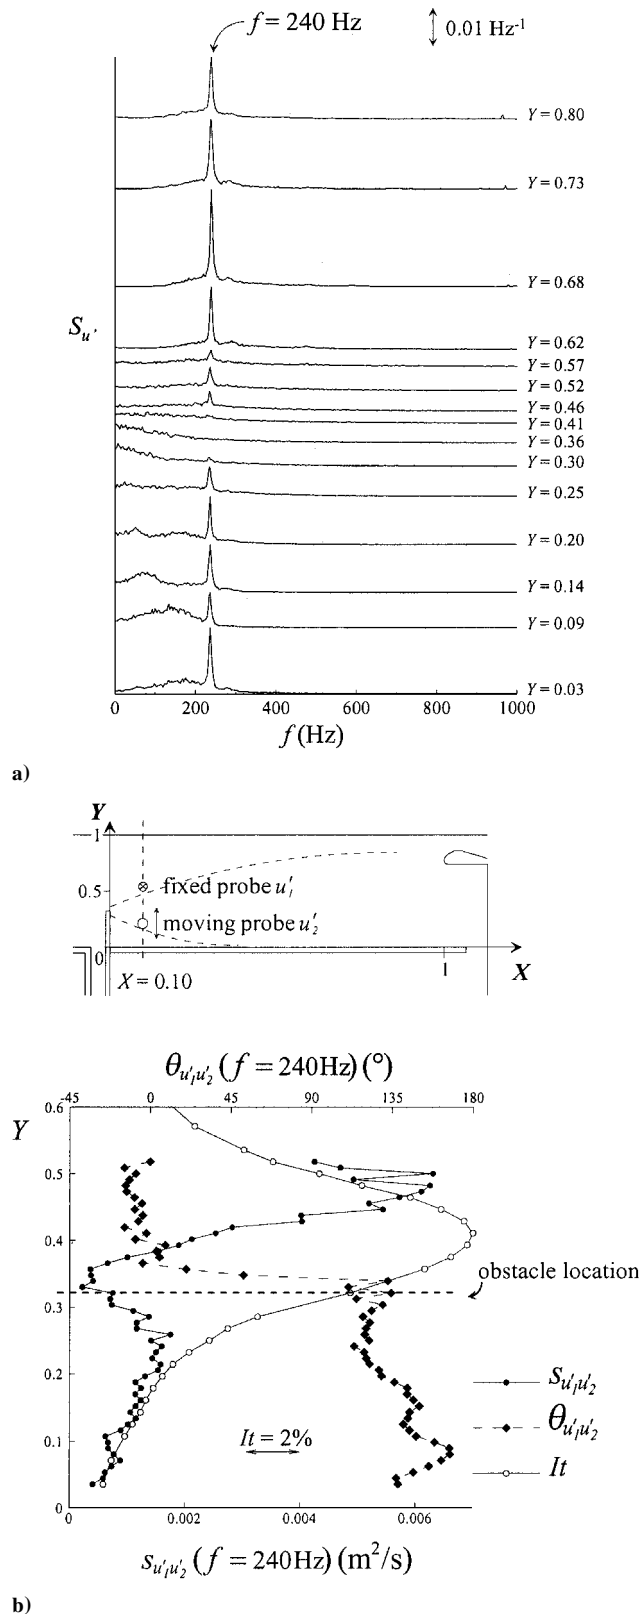 f = 240 Hz
0.01 Hz⁻¹
Y = 0.80
Y = 0.73
Y = 0.68
S_u'
Y = 0.62
Y = 0.57
Y = 0.52
Y = 0.46
Y = 0.41
Y = 0.36
Y = 0.30
Y = 0.25
Y = 0.20
Y = 0.14
Y = 0.09
Y = 0.03
0 200 400 600 800 1000
f (Hz)
a)
Y
1
fixed probe u'₁
0.5
moving probe u'₂
0
X = 0.10
1
X
θ_u'₁u'₂ (f = 240Hz) (°)
-45 0 45 90 135 180
0.6
Y
0.5
0.4
obstacle location
0.3
0.2
s_u'₁u'₂
θ_u'₁u'₂
It = 2%
0.1
It
0
0 0.002 0.004 0.006
s_u'₁u'₂ (f = 240Hz) (m²/s)
b)